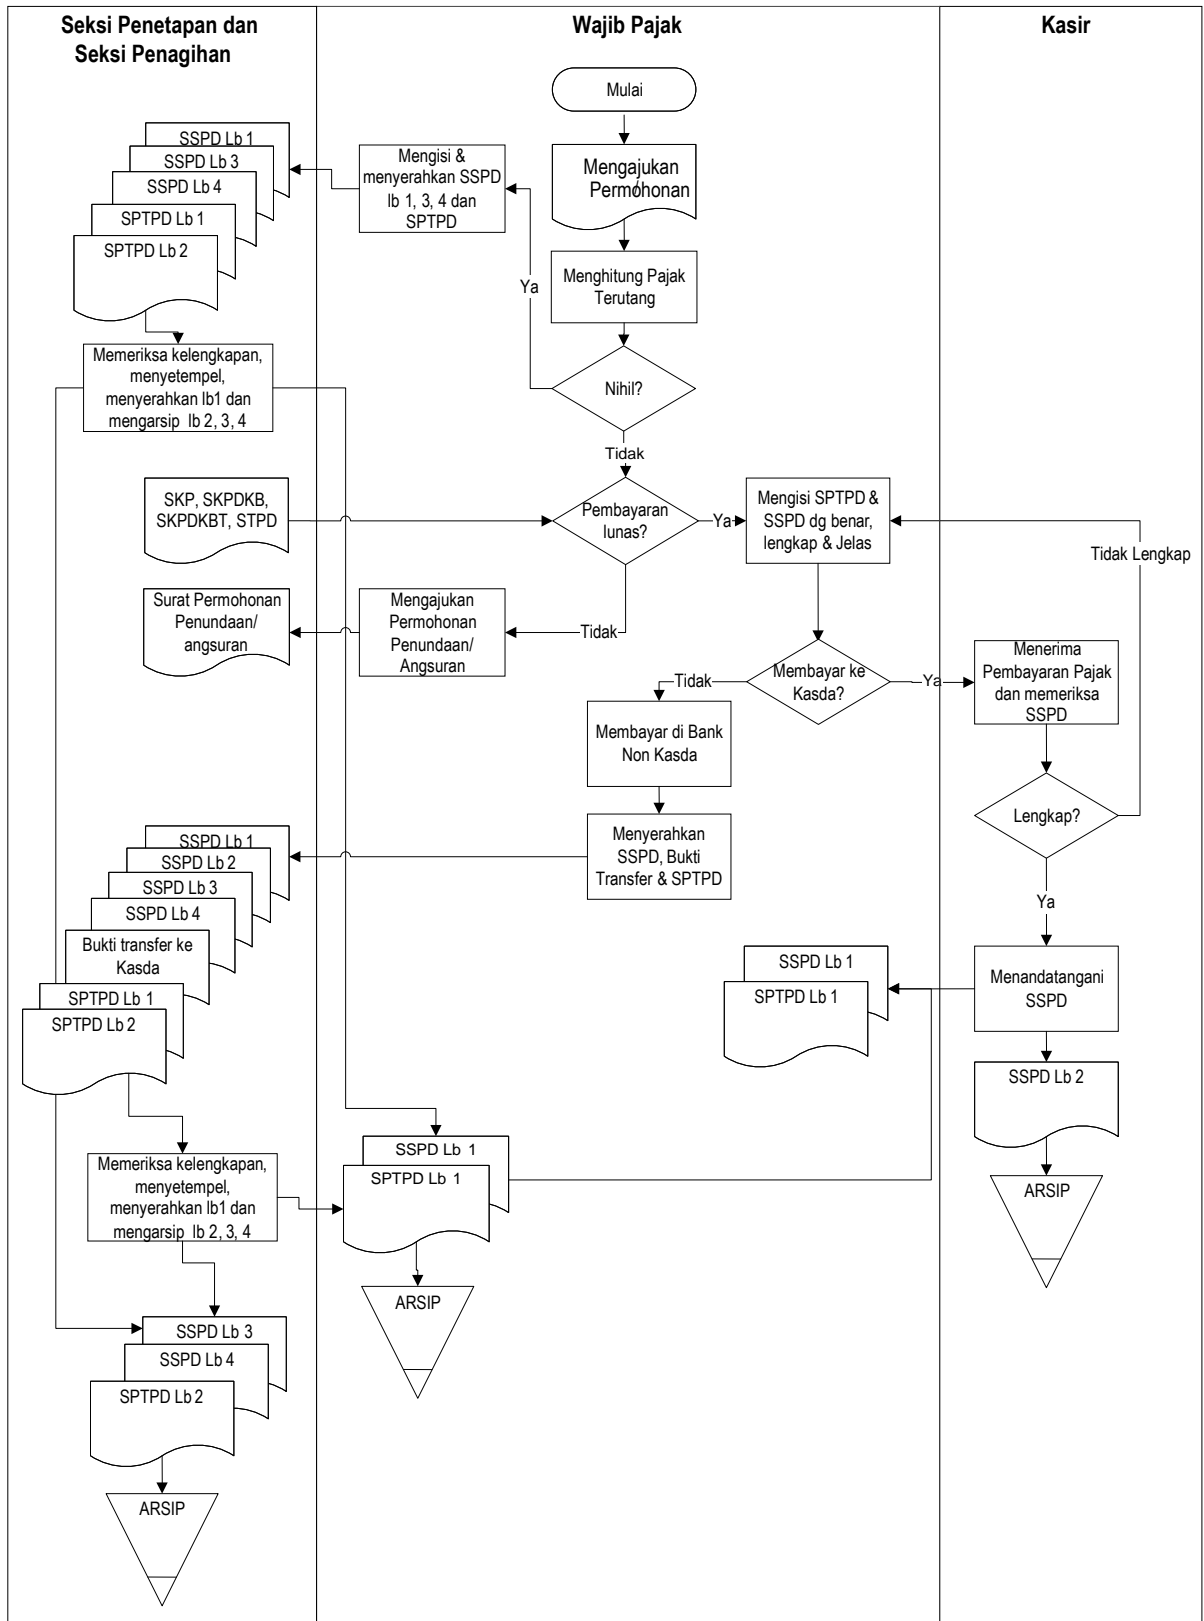 Seksi Penetapan dan
Seksi Penagihan
Wajib Pajak
Kasir
Mulai
Mengajukan
Permohonan
Menghitung Pajak
Terutang
Nihil?
Ya
Mengisi &
menyerahkan SSPD
lb 1, 3, 4 dan
SPTPD
SSPD Lb 1
SSPD Lb 3
SSPD Lb 4
SPTPD Lb 1
SPTPD Lb 2
Memeriksa kelengkapan,
menyetempel,
menyerahkan lb1 dan
mengarsip lb 2, 3, 4
Tidak
SKP, SKPDKB,
SKPDKBT, STPD
Pembayaran
lunas?
Ya
Mengisi SPTPD &
SSPD dg benar,
lengkap & Jelas
Tidak Lengkap
Surat Permohonan
Penundaan/
angsuran
Mengajukan
Permohonan
Penundaan/
Angsuran
Tidak
Membayar ke
Kasda?
Tidak
Ya
Menerima
Pembayaran Pajak
dan memeriksa
SSPD
Membayar di Bank
Non Kasda
Lengkap?
Menyerahkan
SSPD, Bukti
Transfer & SPTPD
SSPD Lb 1
SSPD Lb 2
SSPD Lb 3
SSPD Lb 4
Bukti transfer ke
Kasda
SPTPD Lb 1
SPTPD Lb 2
Ya
SSPD Lb 1
SPTPD Lb 1
Menandatangani
SSPD
SSPD Lb 2
ARSIP
SSPD Lb 1
SPTPD Lb 1
Memeriksa kelengkapan,
menyetempel,
menyerahkan lb1 dan
mengarsip lb 2, 3, 4
ARSIP
SSPD Lb 3
SSPD Lb 4
SPTPD Lb 2
ARSIP